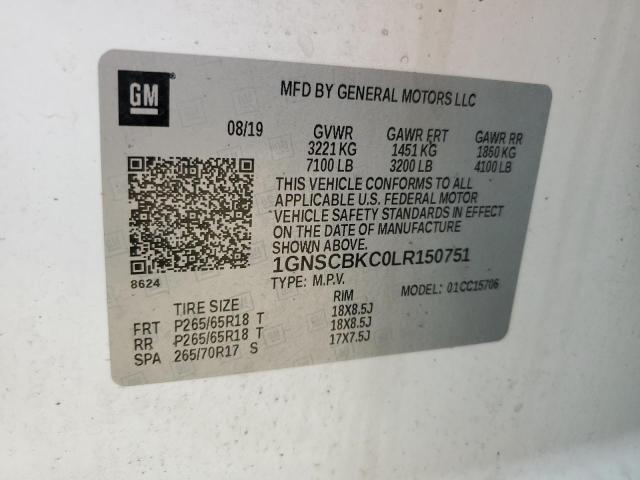 GM
MFD BY GENERAL MOTORS LLC
08/19 GVWR GAWR FRT GAWR RR
3221 KG 1451 KG 1860 KG
7100 LB 3200 LB 4100 LB
THIS VEHICLE CONFORMS TO ALL
APPLICABLE U.S. FEDERAL MOTOR
VEHICLE SAFETY STANDARDS IN EFFECT
ON THE DATE OF MANUFACTURE
SHOWN ABOVE.
1GNSCBKC0LR150751
8624
TYPE: M.P.V. MODEL: 01CC15706
TIRE SIZE RIM
FRT P265/65R18 T 18X8.5J
RR P265/65R18 T 18X8.5J
SPA 265/70R17 S 17X7.5J